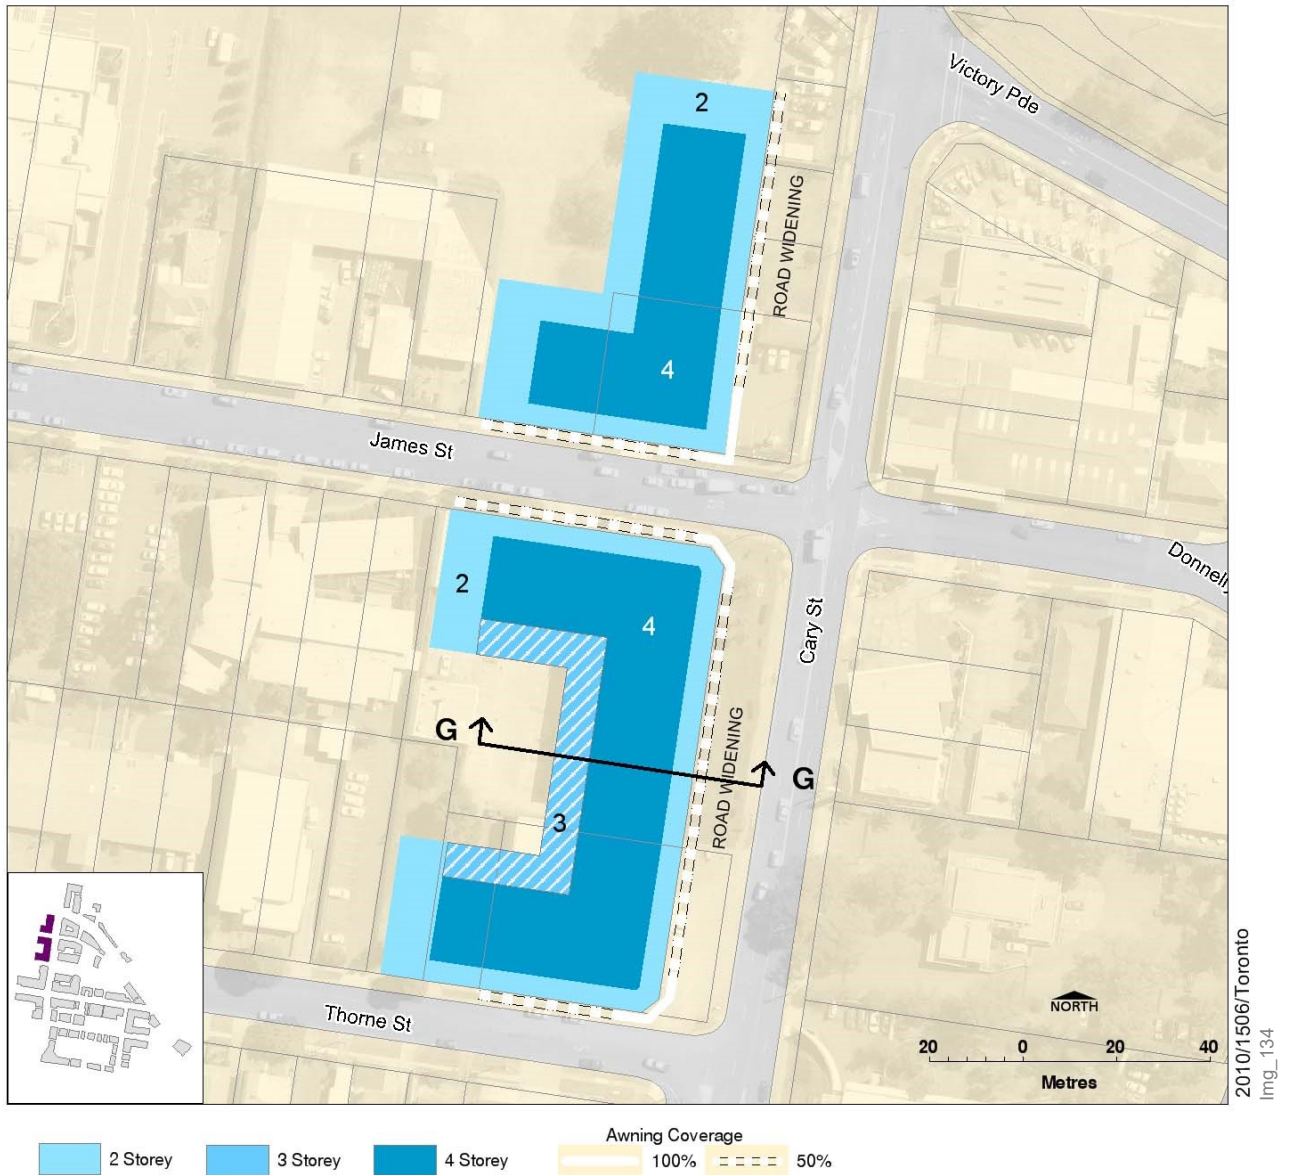 Victory Pde
2
ROAD WIDENING
4
James St
Donnelly
2
4
Cary St
G
G
ROAD WIDENING
3
Thorne St
NORTH
20 0 20 40
Metres
2010/1506/Toronto
Img_134
Awning Coverage
2 Storey 3 Storey 4 Storey 100% 50%